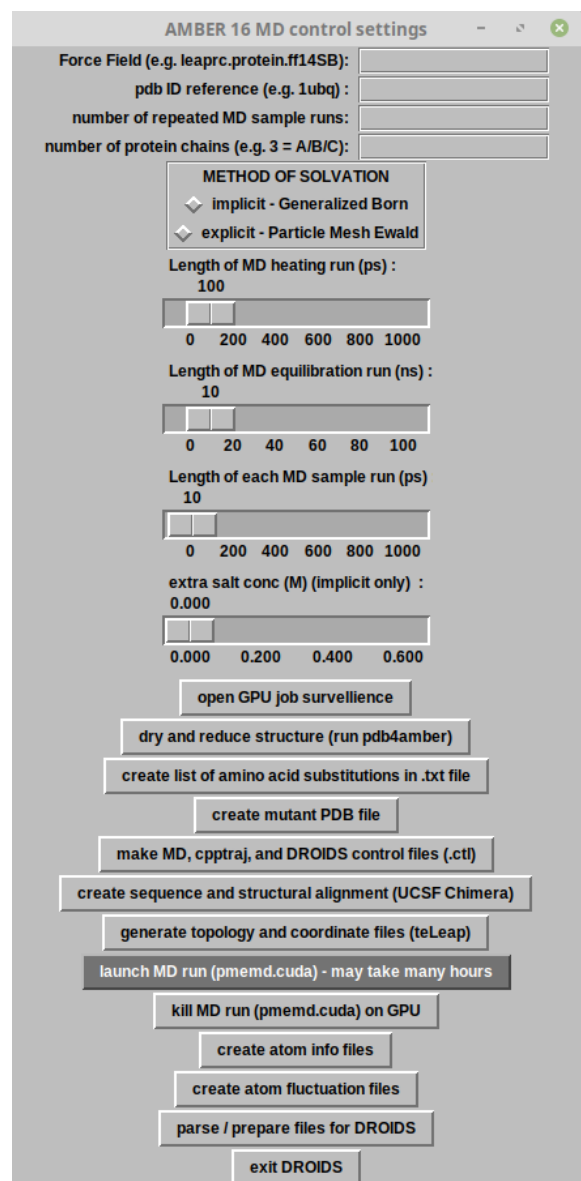 AMBER 16 MD control settings
Force Field (e.g. leaprc.protein.ff14SB):
pdb ID reference (e.g. 1ubq) :
number of repeated MD sample runs:
number of protein chains (e.g. 3 = A/B/C):
METHOD OF SOLVATION
implicit - Generalized Born
explicit - Particle Mesh Ewald
Length of MD heating run (ps) :
100
0 200 400 600 800 1000
Length of MD equilibration run (ns) :
10
0 20 40 60 80 100
Length of each MD sample run (ps)
10
0 200 400 600 800 1000
extra salt conc (M) (implicit only) :
0.000
0.000 0.200 0.400 0.600
open GPU job survellience
dry and reduce structure (run pdb4amber)
create list of amino acid substitutions in .txt file
create mutant PDB file
make MD, cpptraj, and DROIDS control files (.ctl)
create sequence and structural alignment (UCSF Chimera)
generate topology and coordinate files (teLeap)
launch MD run (pmemd.cuda) - may take many hours
kill MD run (pmemd.cuda) on GPU
create atom info files
create atom fluctuation files
parse / prepare files for DROIDS
exit DROIDS